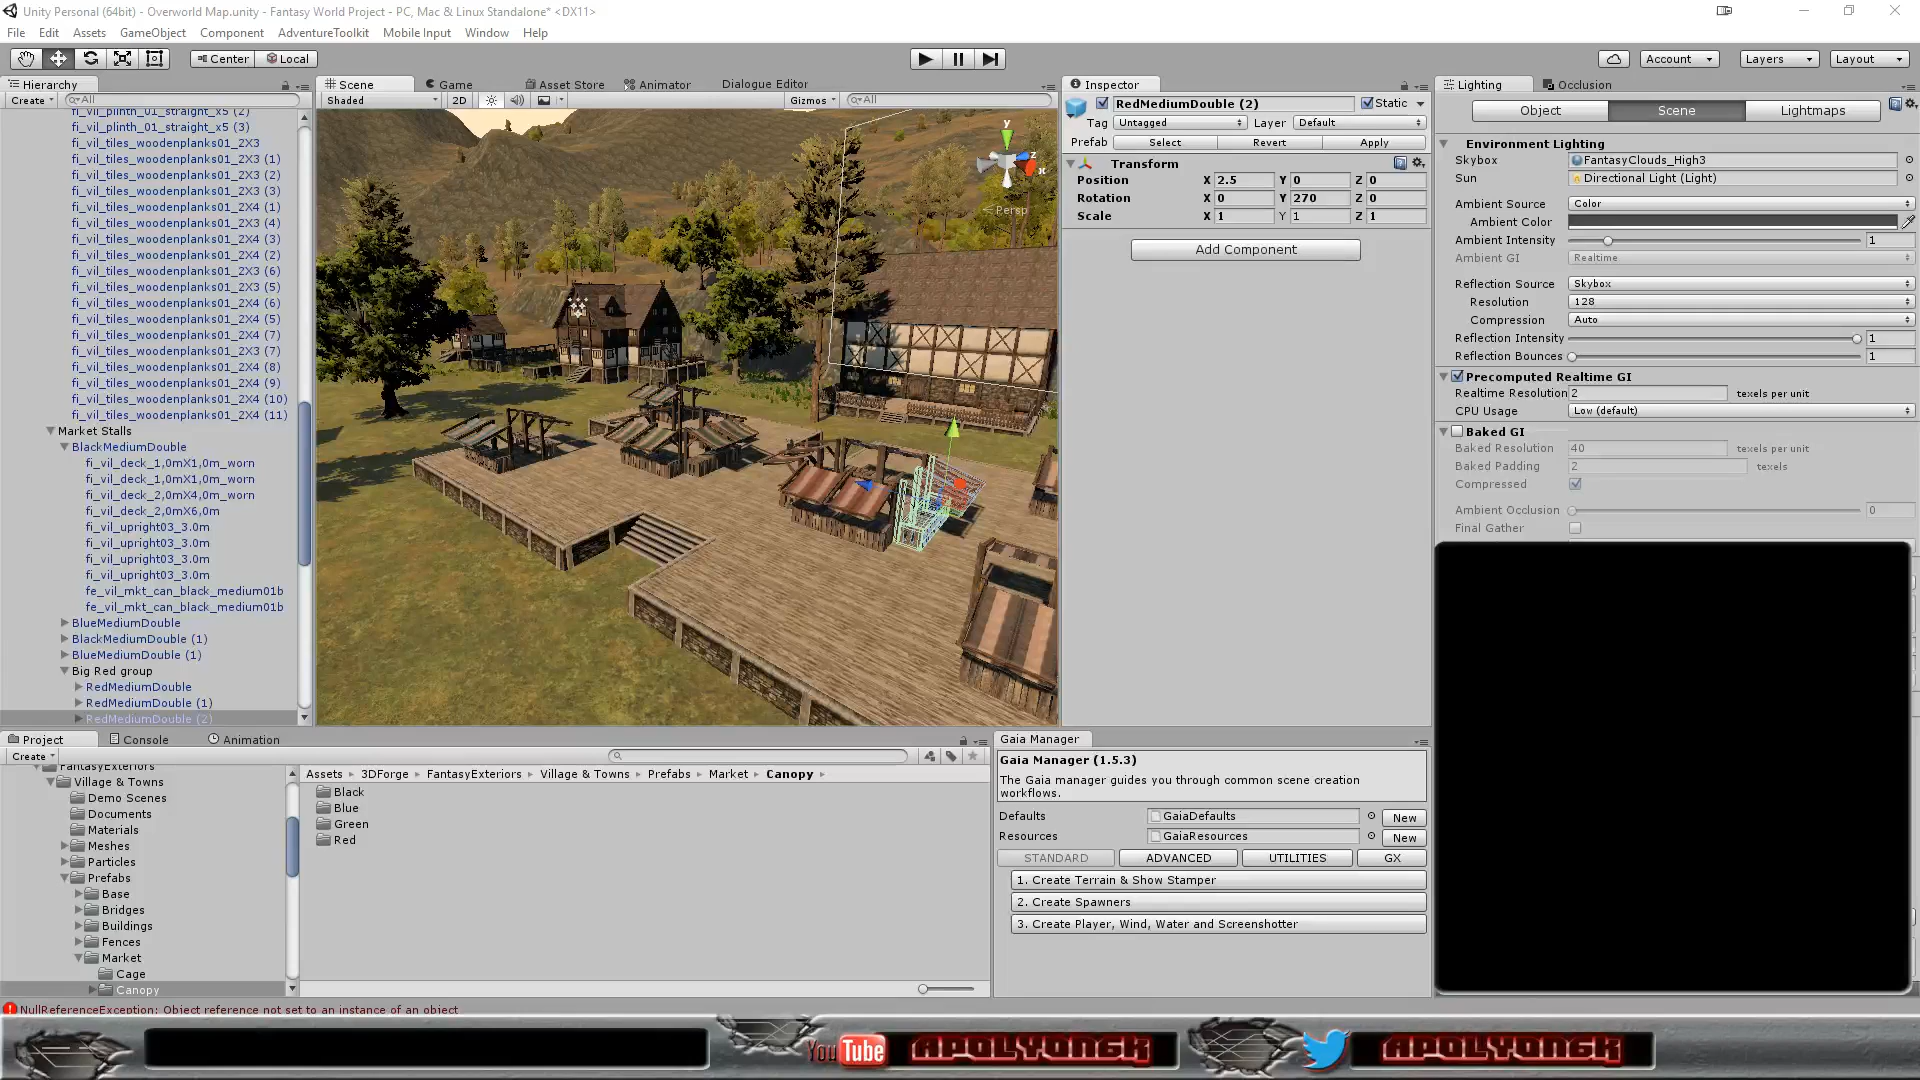 Unity Personal (64bit) - Overworld Map.unity - Fantasy World Project - PC, Mac & Linux Standalone* <DX11>
File Edit Assets GameObject Component AdventureToolkit Mobile Input Window Help
Center Local Account Layers Layout
Hierarchy
Create All
fi_vil_plinth_01_straight_x5 (2)
fi_vil_plinth_01_straight_x5 (3)
fi_vil_tiles_woodenplanks01_2X3
fi_vil_tiles_woodenplanks01_2X3 (1)
fi_vil_tiles_woodenplanks01_2X3 (2)
fi_vil_tiles_woodenplanks01_2X3 (3)
fi_vil_tiles_woodenplanks01_2X4 (1)
fi_vil_tiles_woodenplanks01_2X3 (4)
fi_vil_tiles_woodenplanks01_2X4 (3)
fi_vil_tiles_woodenplanks01_2X4 (2)
fi_vil_tiles_woodenplanks01_2X3 (6)
fi_vil_tiles_woodenplanks01_2X3 (5)
fi_vil_tiles_woodenplanks01_2X4 (6)
fi_vil_tiles_woodenplanks01_2X4 (5)
fi_vil_tiles_woodenplanks01_2X4 (7)
fi_vil_tiles_woodenplanks01_2X3 (7)
fi_vil_tiles_woodenplanks01_2X4 (8)
fi_vil_tiles_woodenplanks01_2X4 (9)
fi_vil_tiles_woodenplanks01_2X4 (10)
fi_vil_tiles_woodenplanks01_2X4 (11)
Market Stalls
BlackMediumDouble
fi_vil_deck_1,0mX1,0m_worn
fi_vil_deck_1,0mX1,0m_worn
fi_vil_deck_2,0mX4,0m_worn
fi_vil_deck_2,0mX6,0m
fi_vil_upright03_3.0m
fi_vil_upright03_3.0m
fi_vil_upright03_3.0m
fi_vil_upright03_3.0m
fe_vil_mkt_can_black_medium01b
fe_vil_mkt_can_black_medium01b
BlueMediumDouble
BlackMediumDouble (1)
BlueMediumDouble (1)
Big Red group
RedMediumDouble
RedMediumDouble (1)
RedMediumDouble (2)
Scene Game Asset Store Animator Dialogue Editor
Shaded 2D Gizmos All
y
z
x
Persp
Inspector
RedMediumDouble (2) Static
Tag Untagged Layer Default
Prefab Select Revert Apply
Transform
Position X 2.5 Y 0 Z 0
Rotation X 0 Y 270 Z 0
Scale X 1 Y 1 Z 1
Add Component
Lighting Occlusion
Object Scene Lightmaps
Environment Lighting
Skybox FantasyClouds_High3
Sun Directional Light (Light)
Ambient Source Color
Ambient Color
Ambient Intensity 1
Ambient GI Realtime
Reflection Source Skybox
Resolution 128
Compression Auto
Reflection Intensity 1
Reflection Bounces 1
Precomputed Realtime GI
Realtime Resolution 2 texels per unit
CPU Usage Low (default)
Baked GI
Baked Resolution 40 texels per unit
Baked Padding 2 texels
Compressed
Ambient Occlusion 0
Final Gather
Project Console Animation
Create
FantasyExteriors
Village & Towns
Demo Scenes
Documents
Materials
Meshes
Particles
Prefabs
Base
Bridges
Buildings
Fences
Market
Cage
Canopy
Assets 3DForge FantasyExteriors Village & Towns Prefabs Market Canopy
Black
Blue
Green
Red
Gaia Manager
Gaia Manager (1.5.3)
The Gaia manager guides you through common scene creation
workflows.
Defaults GaiaDefaults New
Resources GaiaResources New
STANDARD ADVANCED UTILITIES GX
1. Create Terrain & Show Stamper
2. Create Spawners
3. Create Player, Wind, Water and Screenshotter
NullReferenceException: Object reference not set to an instance of an object
YouTube APOLYON6K APOLYON6K